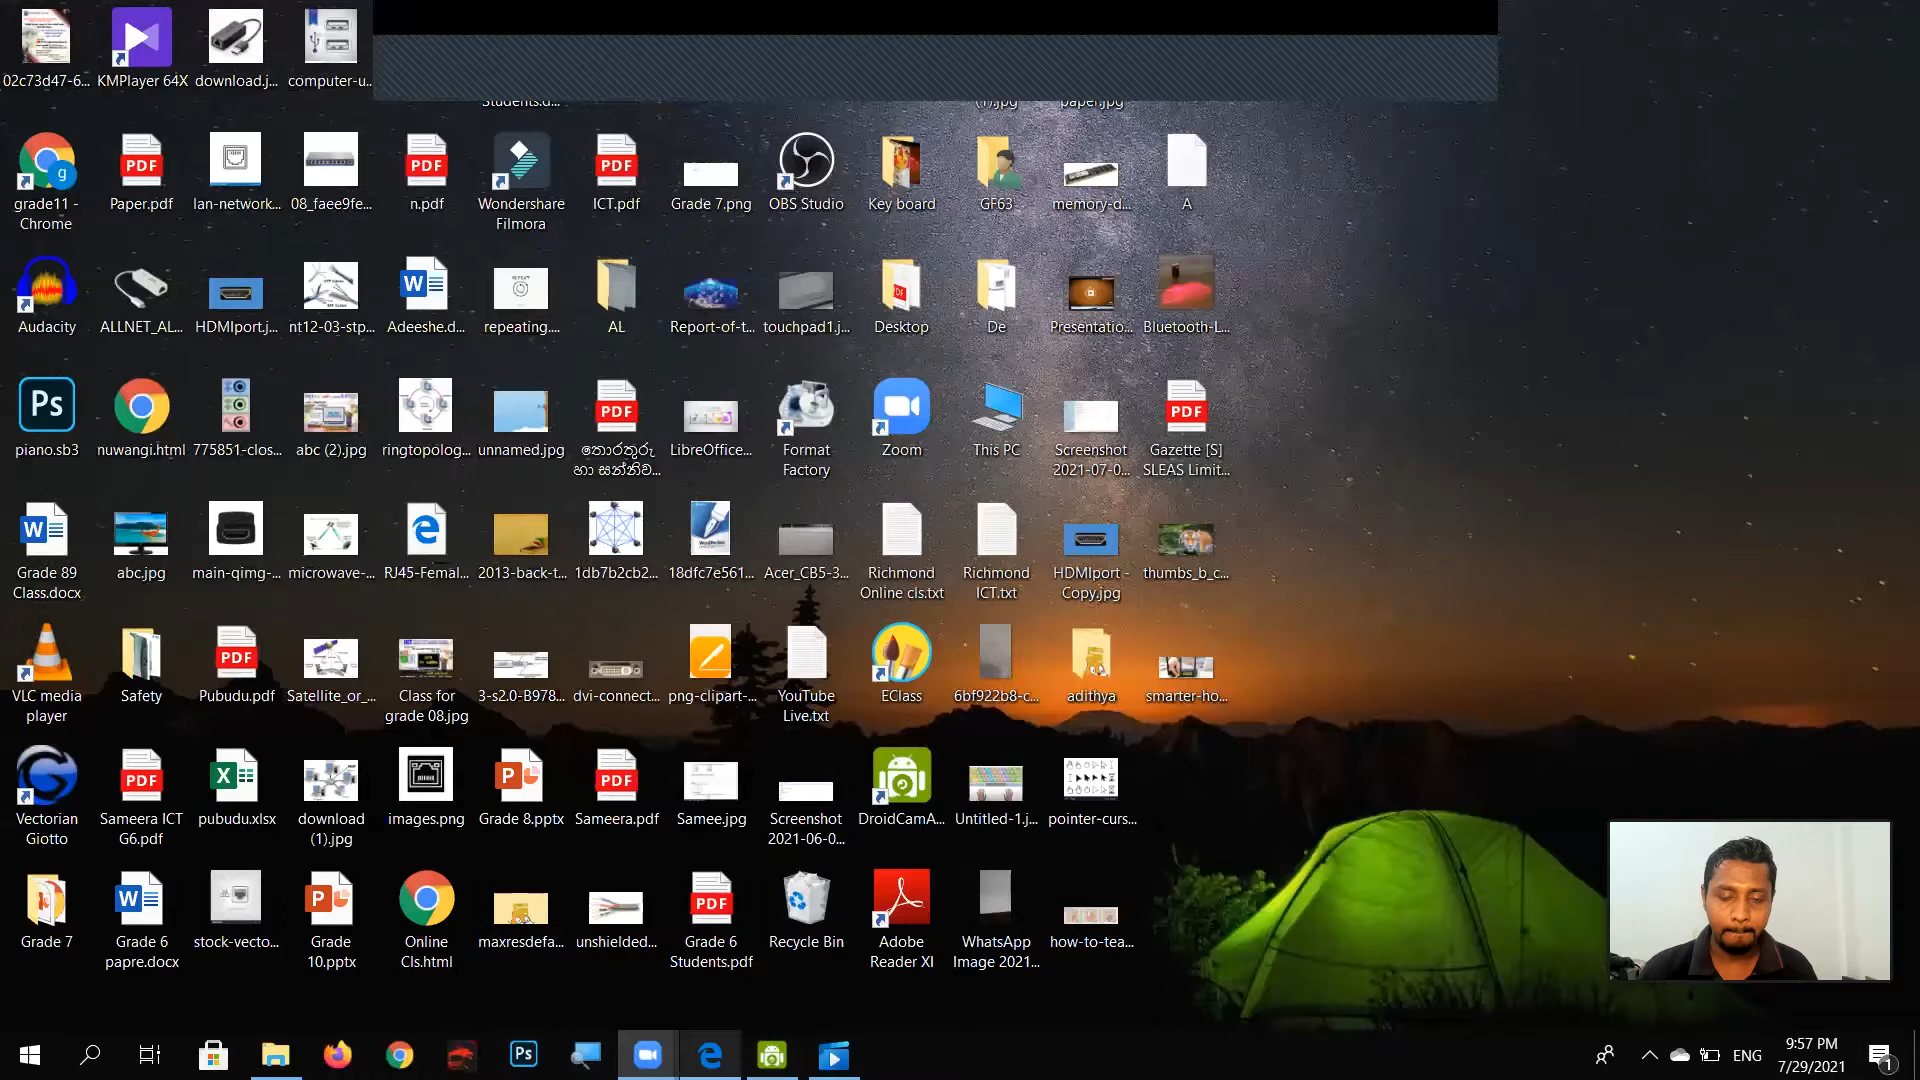 02c73d47-6...
KMPlayer 64X
download.j...
computer-u...
Students.d...
(1).jpg
paper.jpg
grade11 -
Chrome
Paper.pdf
lan-network...
08_faee9fe...
n.pdf
Wondershare
Filmora
ICT.pdf
Grade 7.png
OBS Studio
Key board
GF63
memory-d...
A
Audacity
ALLNET_AL...
HDMIport.j...
nt12-03-stp...
Adeeshe.d...
repeating....
AL
Report-of-t...
touchpad1.j...
Desktop
De
Presentatio...
Bluetooth-L...
piano.sb3
nuwangi.html
775851-clos...
abc (2).jpg
ringtopolog...
unnamed.jpg
තොරතුරු
හා සන්නිව...
LibreOffice...
Format
Factory
Zoom
This PC
Screenshot
2021-07-0...
Gazette [S]
SLEAS Limit...
Grade 89
Class.docx
abc.jpg
main-qimg-...
microwave-...
RJ45-Femal...
2013-back-t...
1db7b2cb2...
18dfc7e561...
Acer_CB5-3...
Richmond
Online cls.txt
Richmond
ICT.txt
HDMIport -
Copy.jpg
thumbs_b_c...
VLC media
player
Safety
Pubudu.pdf
Satellite_or_...
Class for
grade 08.jpg
3-s2.0-B978...
dvi-connect...
png-clipart-...
YouTube
Live.txt
EClass
6bf922b8-c...
adithya
smarter-ho...
Vectorian
Giotto
Sameera ICT
G6.pdf
pubudu.xlsx
download
(1).jpg
images.png
Grade 8.pptx
Sameera.pdf
Samee.jpg
Screenshot
2021-06-0...
DroidCamA...
Untitled-1.j...
pointer-curs...
Grade 7
Grade 6
papre.docx
stock-vecto...
Grade
10.pptx
Online
Cls.html
maxresdefa...
unshielded...
Grade 6
Students.pdf
Recycle Bin
Adobe
Reader XI
WhatsApp
Image 2021...
how-to-tea...
ENG
9:57 PM
7/29/2021
1